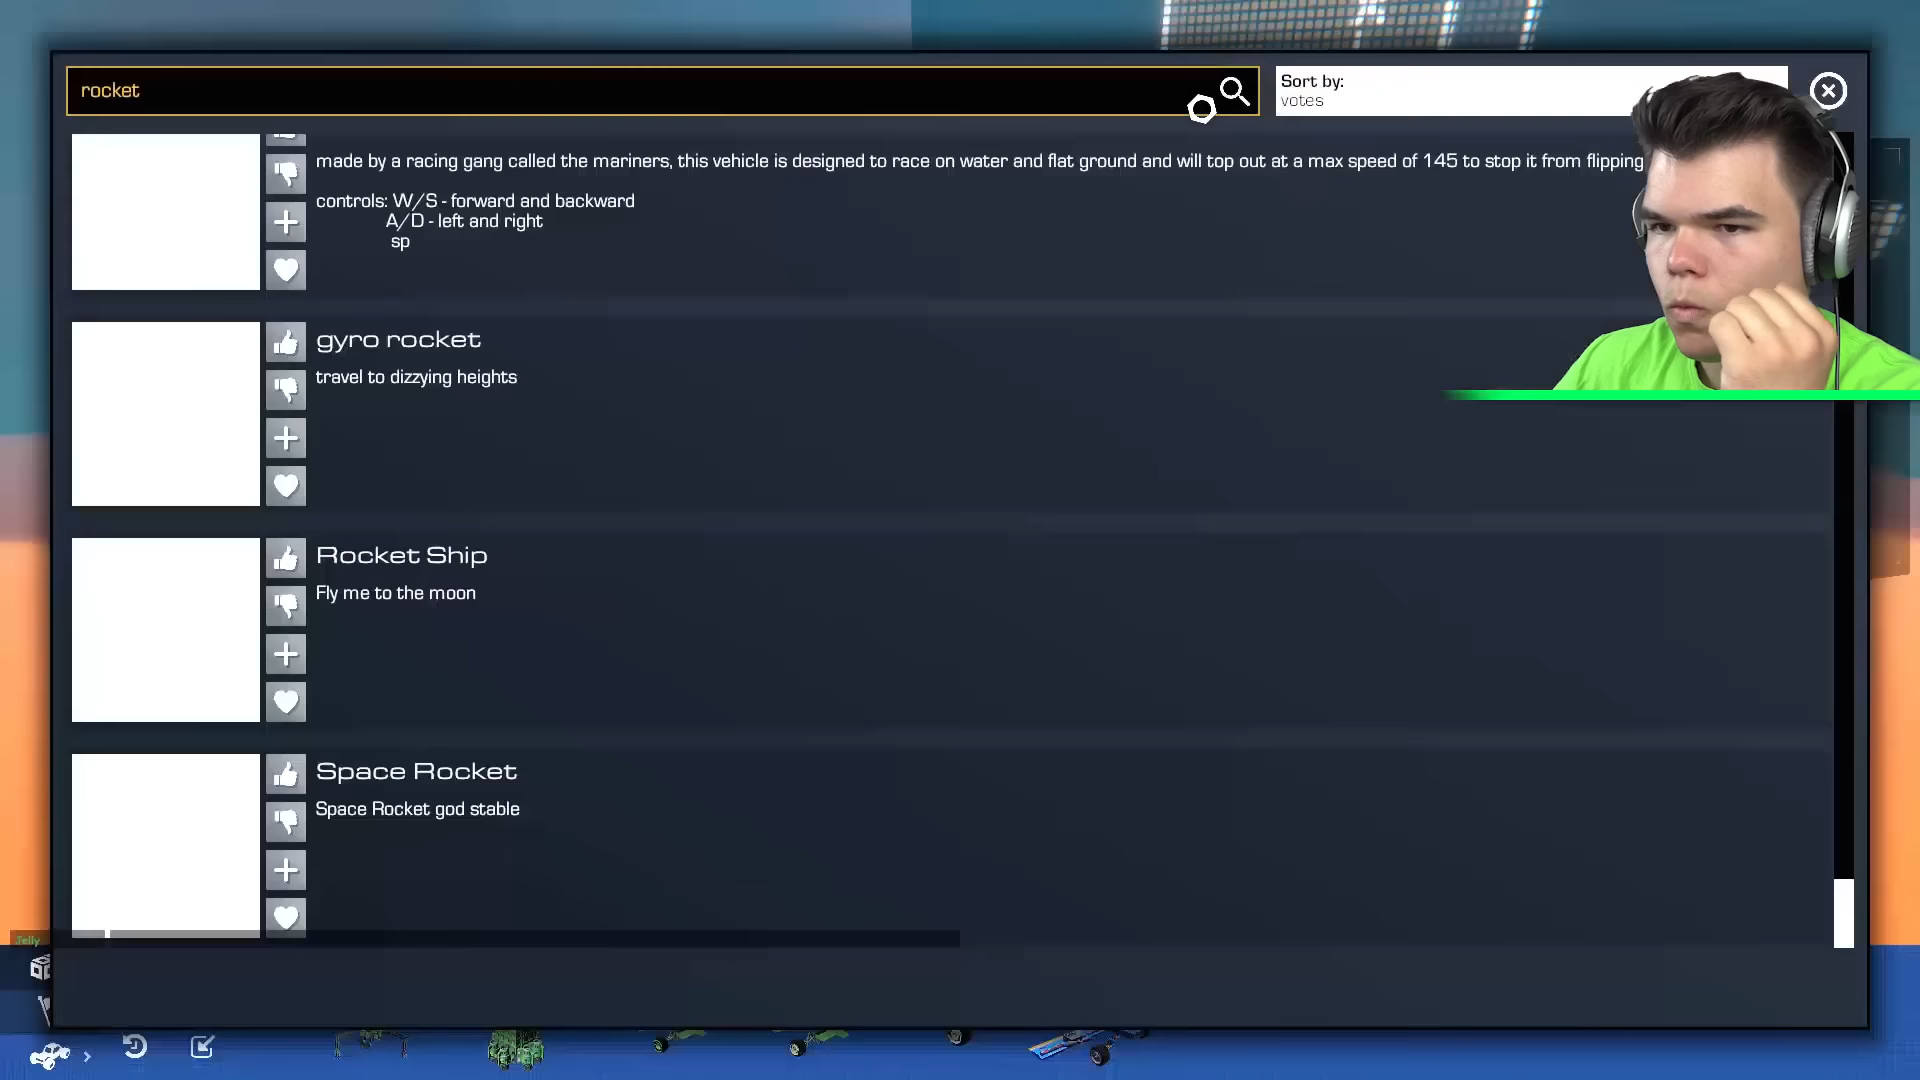 rocket
Sort by:
votes
made by a racing gang called the mariners, this vehicle is designed to race on water and flat ground and will top out at a max speed of 145 to stop it from flipping
controls: W/S - forward and backward
A/D - left and right
sp
gyro rocket
travel to dizzying heights
Rocket Ship
Fly me to the moon
Space Rocket
Space Rocket god stable
Jelly